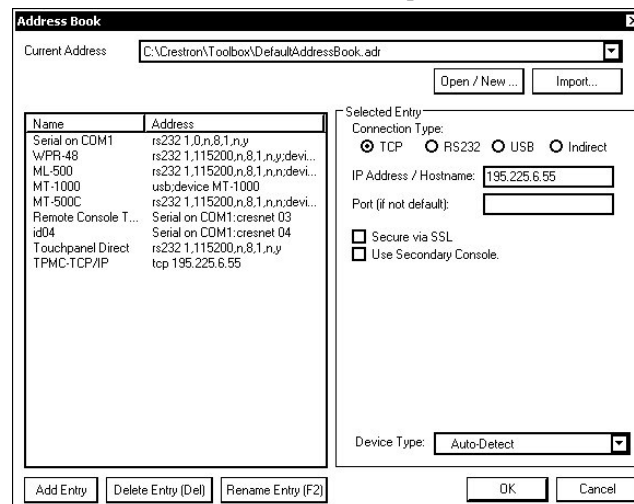 Address Book
Current Address C:\Crestron\Toolbox\DefaultAddressBook.adr
Open / New ... Import...
Name Address
Serial on COM1 rs232 1,0,n,8,1,n,y
WPR-48 rs232 1,115200,n,8,1,n,y;devi...
ML-500 rs232 1,115200,n,8,1,n,n;devi...
MT-1000 usb;device MT-1000
MT-500C rs232 1,115200,n,8,1,n,n;devi...
Remote Console T... Serial on COM1:cresnet 03
id04 Serial on COM1:cresnet 04
Touchpanel Direct rs232 1,115200,n,8,1,n,y
TPMC-TCP/IP tcp 195.225.6.55
Selected Entry
Connection Type:
TCP RS232 USB Indirect
IP Address / Hostname: 195.225.6.55
Port (if not default):
Secure via SSL
Use Secondary Console.
Device Type: Auto-Detect
Add Entry Delete Entry (Del) Rename Entry (F2) OK Cancel